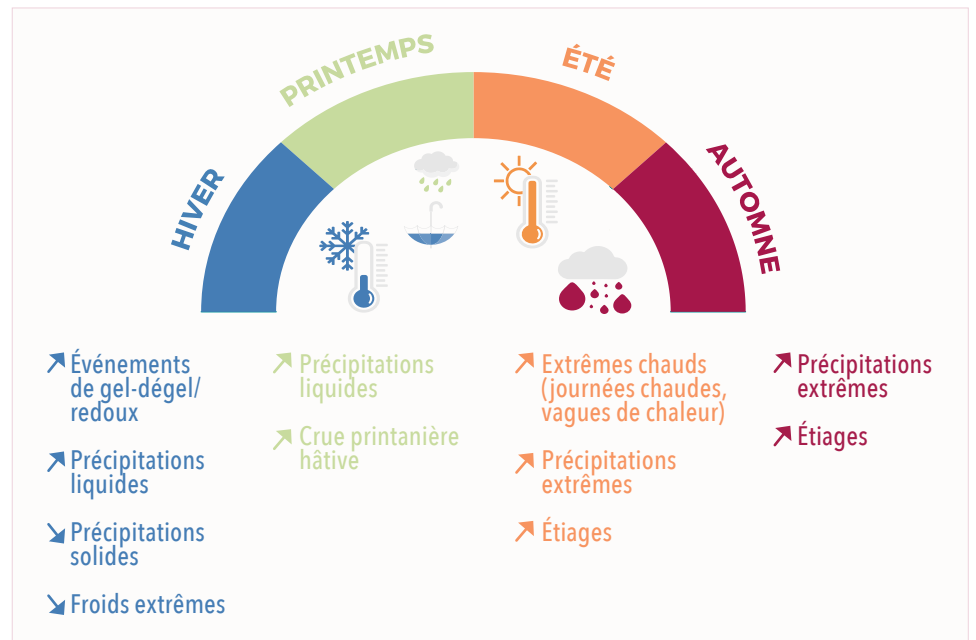 HIVER
PRINTEMPS
ÉTÉ
AUTOMNE
Événements
de gel-dégel/
redoux
Précipitations
liquides
Précipitations
solides
Froids extrêmes
Précipitations
liquides
Crue printanière
hâtive
Extrêmes chauds
(journées chaudes,
vagues de chaleur)
Précipitations
extrêmes
Étiages
Précipitations
extrêmes
Étiages